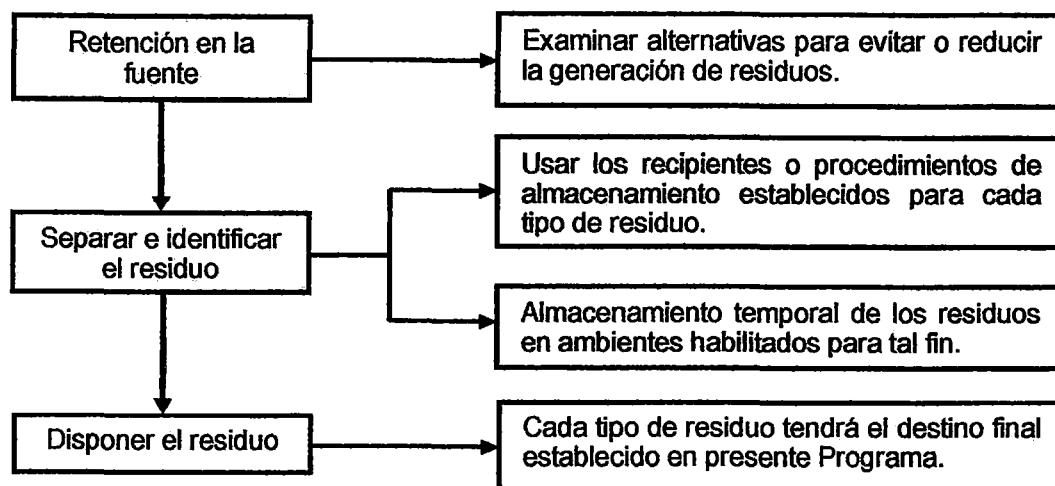 Retención en la
fuente
Examinar alternativas para evitar o reducir
la generación de residuos.
Usar los recipientes o procedimientos de
almacenamiento establecidos para cada
tipo de residuo.
Separar e identificar
el residuo
Almacenamiento temporal de los residuos
en ambientes habilitados para tal fin.
Disponer el residuo
Cada tipo de residuo tendrá el destino final
establecido en presente Programa.